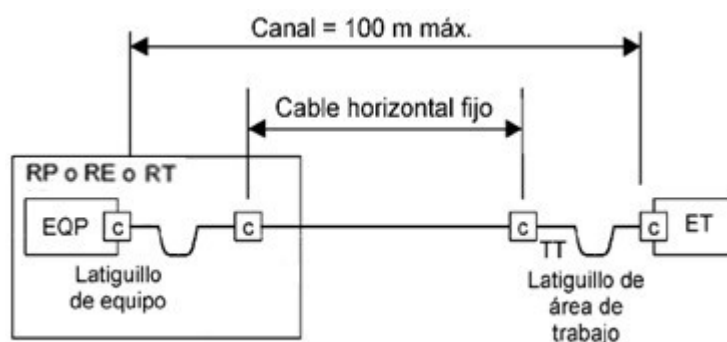 Canal = 100 m máx.
Cable horizontal fijo
RP o RE o RT
EQP
C
C
C
C
ET
TT
Latiguillo
de equipo
Latiguillo de
área de
trabajo